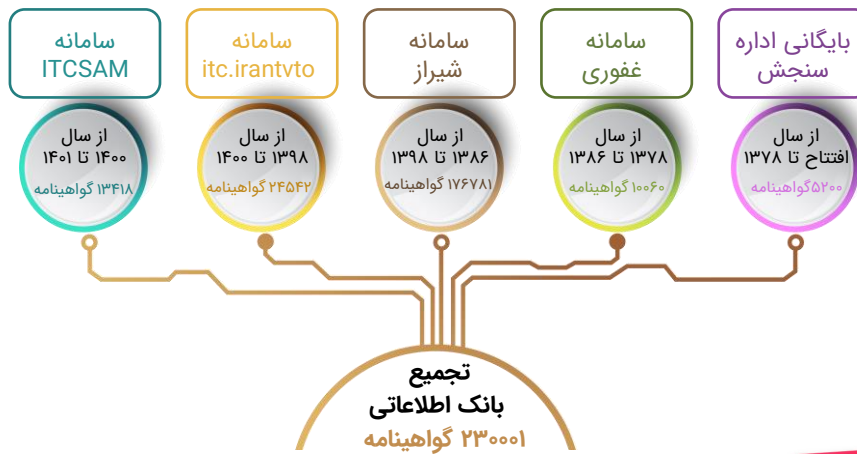 بایگانی اداره
سنجش
از سال
افتتاح تا ۱۳۷۸
۵۲۰۰گواهینامه
سامانه
غفوری
از سال
۱۳۷۸ تا ۱۳۸۶
۱۰۰۶۰ گواهینامه
سامانه
شیراز
از سال
۱۳۸۶ تا ۱۳۹۸
۱۷۶۷۸۱ گواهینامه
سامانه
itc.irantvto
از سال
۱۳۹۸ تا ۱۴۰۰
۲۴۵۴۲ گواهینامه
سامانه
ITCSAM
از سال
۱۴۰۰ تا ۱۴۰۱
۱۳۴۱۸ گواهینامه
تجمیع
بانک اطلاعاتی
۲۳۰۰۰۱ گواهینامه